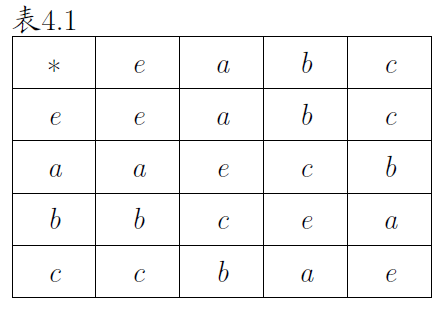 表4.1
* e a b c
e e a b c
a a e c b
b b c e a
c c b a e